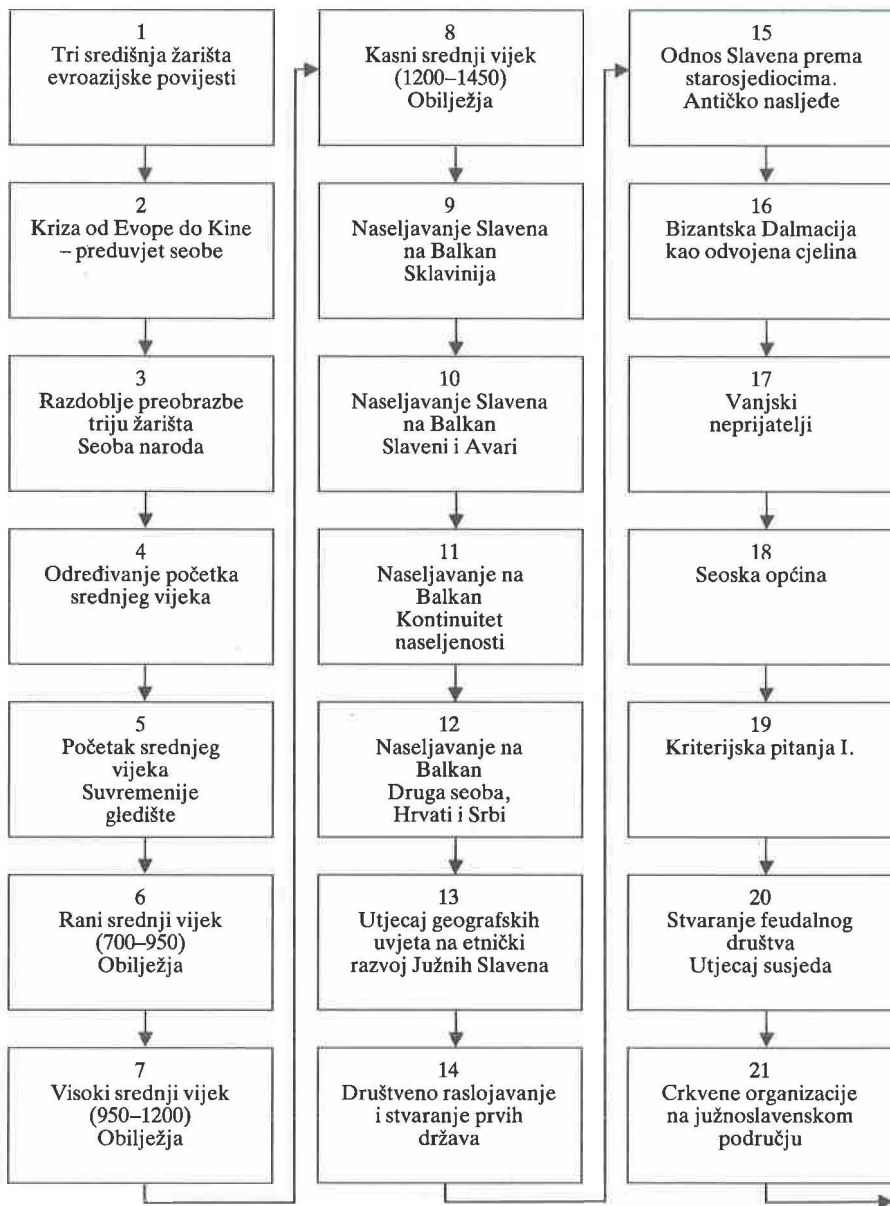 1
Tri središnja žarišta
evroazijske povijesti
2
Kriza od Evope do Kine
– preduvjet seobe
3
Razdoblje preobrazbe
triju žarišta
Seoba naroda
4
Određivanje početka
srednjeg vijeka
5
Početak srednjeg
vijeka
Suvremenije
gledište
6
Rani srednji vijek
(700–950)
Obilježja
7
Visoki srednji vijek
(950–1200)
Obilježja
8
Kasni srednji vijek
(1200–1450)
Obilježja
9
Naseljavanje Slavena
na Balkan
Sklavinija
10
Naseljavanje Slavena
na Balkan
Slaveni i Avari
11
Naseljavanje na
Balkan
Kontinuitet
naseljenosti
12
Naseljavanje na
Balkan
Druga seoba,
Hrvati i Srbi
13
Utjecaj geografskih
uvjeta na etnički
razvoj Južnih Slavena
14
Društveno raslojavanje
i stvaranje prvih
država
15
Odnos Slavena prema
starosjediocima.
Antičko nasljeđe
16
Bizantska Dalmacija
kao odvojena cjelina
17
Vanjski
neprijatelji
18
Seoska općina
19
Kriterijska pitanja I.
20
Stvaranje feudalnog
društva
Utjecaj susjeda
21
Crkvene organizacije
na južnoslavenskom
području